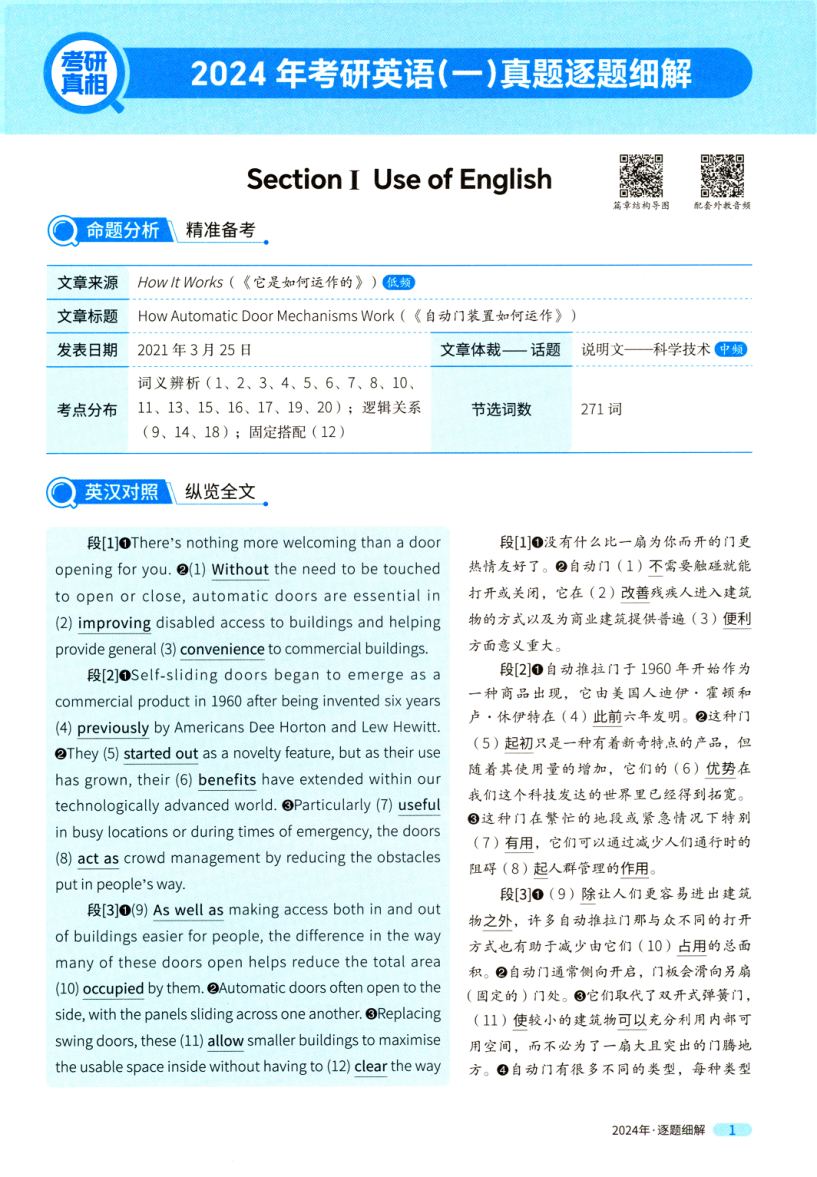 考研真相
2024 年考研英语(一)真题逐题细解
Section I Use of English
篇章结构导图
配套外教音频
命题分析 精准备考
文章来源 How It Works（《它是如何运作的》）低频
文章标题 How Automatic Door Mechanisms Work（《自动门装置如何运作》）
发表日期 2021 年 3 月 25 日 文章体裁——话题 说明文——科学技术 中频
考点分布 词义辨析（1、2、3、4、5、6、7、8、10、
11、13、15、16、17、19、20）；逻辑关系
（9、14、18）；固定搭配（12）
节选词数 271 词
英汉对照 纵览全文
段[1]❶There's nothing more welcoming than a door
opening for you. ❷(1) Without the need to be touched
to open or close, automatic doors are essential in
(2) improving disabled access to buildings and helping
provide general (3) convenience to commercial buildings.
段[2]❶Self-sliding doors began to emerge as a
commercial product in 1960 after being invented six years
(4) previously by Americans Dee Horton and Lew Hewitt.
❷They (5) started out as a novelty feature, but as their use
has grown, their (6) benefits have extended within our
technologically advanced world. ❸Particularly (7) useful
in busy locations or during times of emergency, the doors
(8) act as crowd management by reducing the obstacles
put in people's way.
段[3]❶(9) As well as making access both in and out
of buildings easier for people, the difference in the way
many of these doors open helps reduce the total area
(10) occupied by them. ❷Automatic doors often open to the
side, with the panels sliding across one another. ❸Replacing
swing doors, these (11) allow smaller buildings to maximise
the usable space inside without having to (12) clear the way
段[1]❶没有什么比一扇为你而开的门更
热情友好了。❷自动门（1）不需要触碰就能
打开或关闭，它在（2）改善残疾人进入建筑
物的方式以及为商业建筑提供普遍（3）便利
方面意义重大。
段[2]❶自动推拉门于 1960 年开始作为
一种商品出现，它由美国人迪伊·霍顿和
卢·休伊特在（4）此前六年发明。❷这种门
（5）起初只是一种有着新奇特点的产品，但
随着其使用量的增加，它们的（6）优势在
我们这个科技发达的世界里已经得到拓宽。
❸这种门在繁忙的地段或紧急情况下特别
（7）有用，它们可以通过减少人们通行时的
阻碍（8）起人群管理的作用。
段[3]❶（9）除让人们更容易进出建筑
物之外，许多自动推拉门那与众不同的打开
方式也有助于减少由它们（10）占用的总面
积。❷自动门通常侧向开启，门板会滑向另扇
（固定的）门处。❸它们取代了双开式弹簧门，
（11）使较小的建筑物可以充分利用内部可
用空间，而不必为了一扇大且突出的门腾地
方。❹自动门有很多不同的类型，每种类型
2024年·逐题细解 1